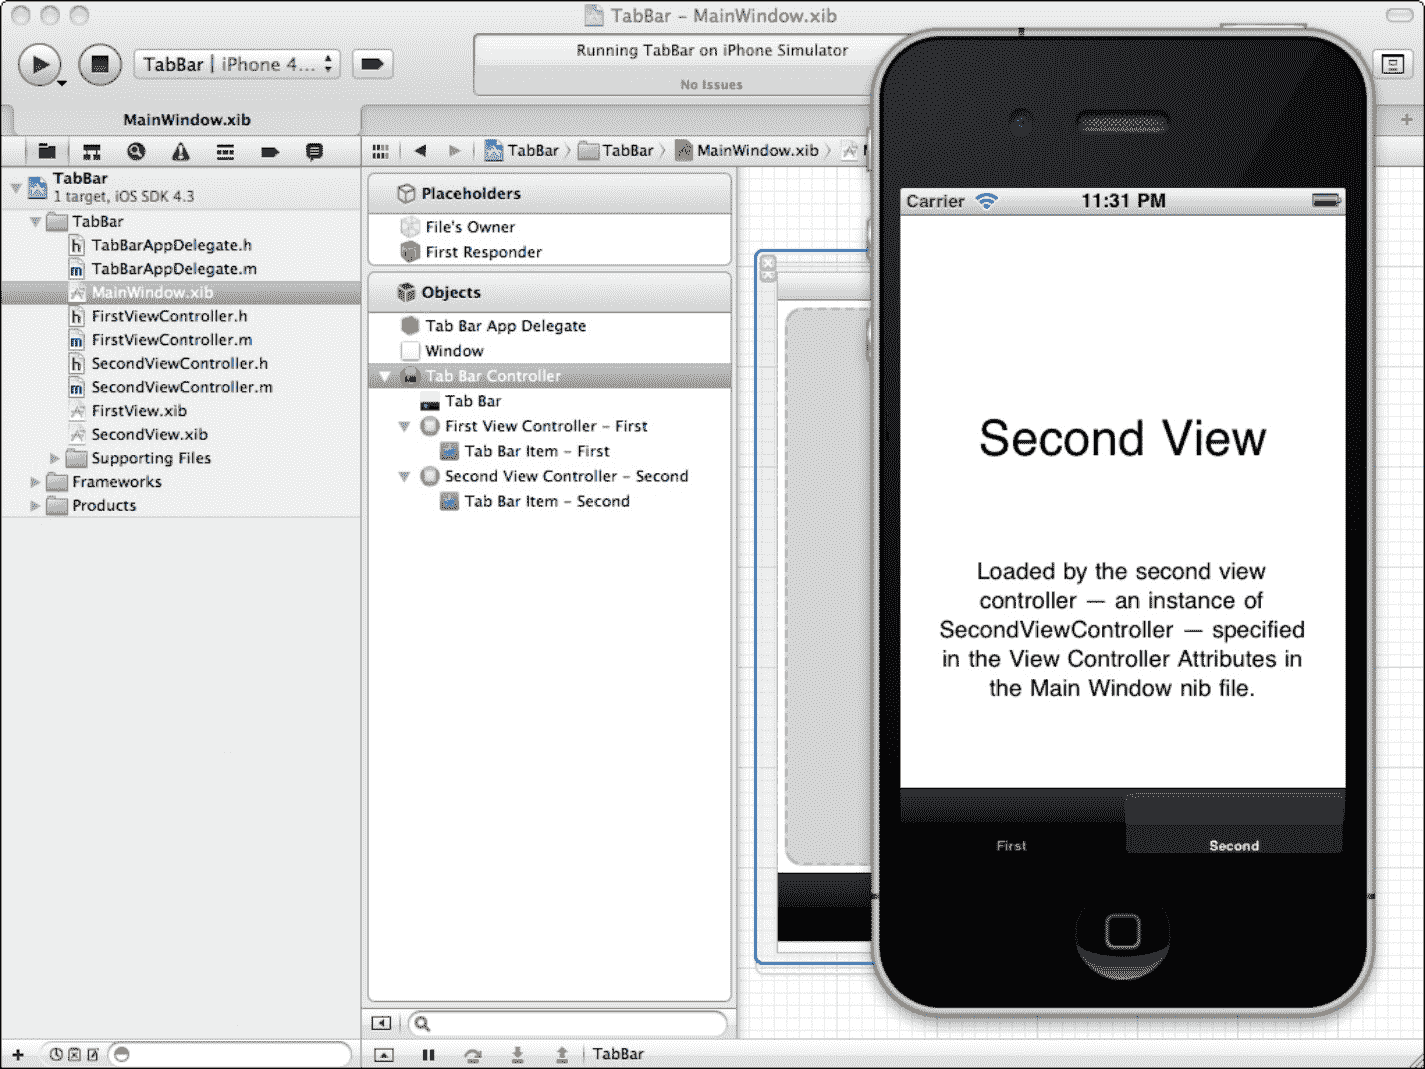 TabBar – MainWindow.xib
TabBar | iPhone 4...
Running TabBar on iPhone Simulator
No Issues
MainWindow.xib
TabBar
TabBar
MainWindow.xib
TabBar
1 target, iOS SDK 4.3
TabBar
TabBarAppDelegate.h
TabBarAppDelegate.m
MainWindow.xib
FirstViewController.h
FirstViewController.m
SecondViewController.h
SecondViewController.m
FirstView.xib
SecondView.xib
Supporting Files
Frameworks
Products
Placeholders
File's Owner
First Responder
Objects
Tab Bar App Delegate
Window
Tab Bar Controller
Tab Bar
First View Controller – First
Tab Bar Item – First
Second View Controller – Second
Tab Bar Item – Second
TabBar
Carrier
11:31 PM
Second View
Loaded by the second view
controller — an instance of
SecondViewController — specified
in the View Controller Attributes in
the Main Window nib file.
First
Second